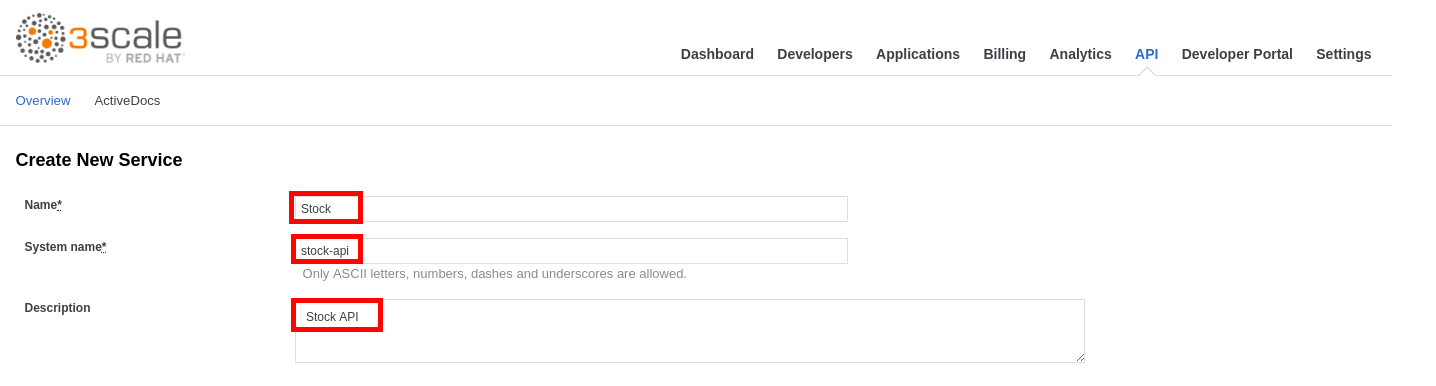 3scale
BY RED HAT
Dashboard Developers Applications Billing Analytics API Developer Portal Settings
Overview ActiveDocs
Create New Service
Name* Stock
System name* stock-api
Only ASCII letters, numbers, dashes and underscores are allowed.
Description Stock API